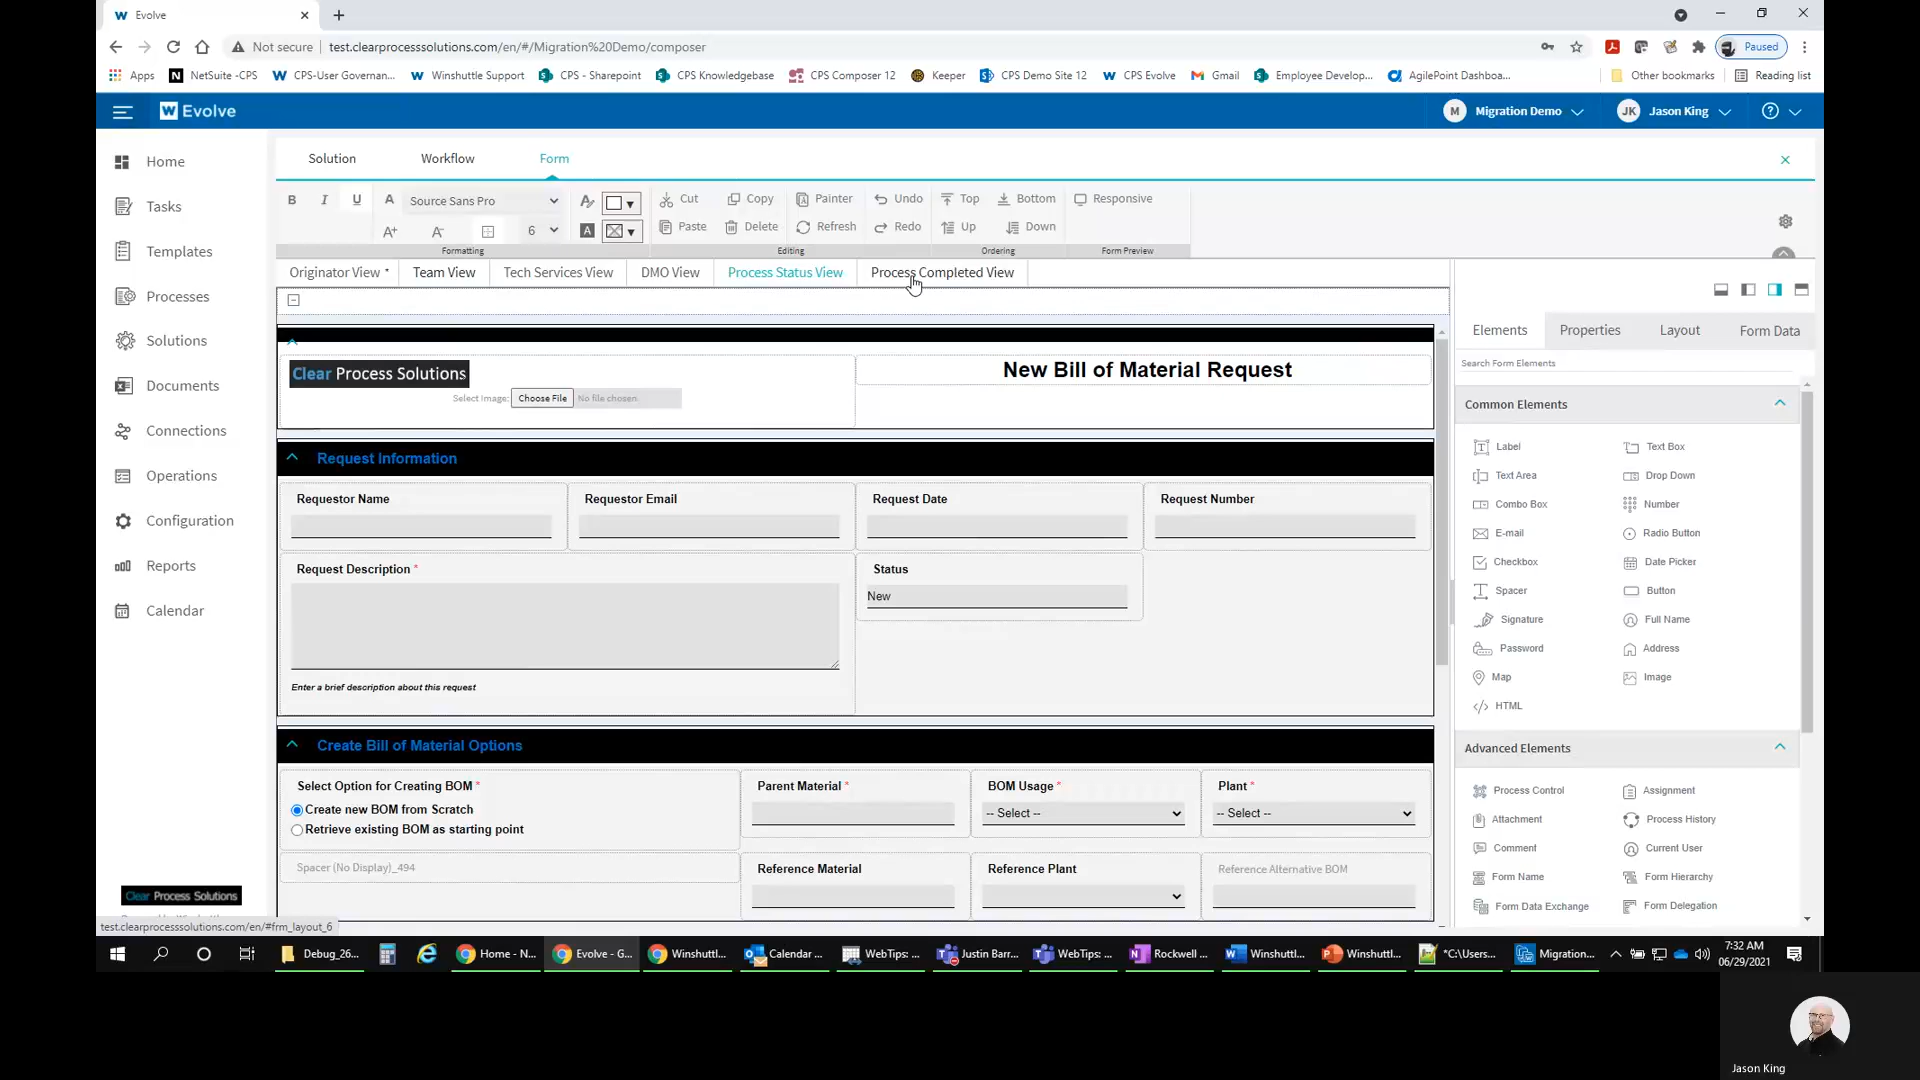 Evolve
Not secure test.clearprocesssolutions.com/en/#/Migration%20Demo/composer
Paused
Apps NetSuite -CPS CPS-User Governan... Winshuttle Support CPS - Sharepoint CPS Knowledgebase CPS Composer 12 Keeper CPS Demo Site 12 CPS Evolve Gmail Employee Develop... AgilePoint Dashboa... Other bookmarks Reading list
W Evolve
M Migration Demo JK Jason King
Home
Tasks
Templates
Processes
Solutions
Documents
Connections
Operations
Configuration
Reports
Calendar
Clear Process Solutions
test.clearprocesssolutions.com/en/#frm_layout_6
Solution Workflow Form
B I U A Source Sans Pro Cut Copy Painter Undo Top Bottom Responsive
A+ A- 6 A Paste Delete Refresh Redo Up Down
Formatting Editing Ordering Form Preview
Originator View * Team View Tech Services View DMO View Process Status View Process Completed View
Clear Process Solutions
Select Image: Choose File No file chosen
New Bill of Material Request
Request Information
Requestor Name Requestor Email Request Date Request Number
Request Description * Status
New
Enter a brief description about this request
Create Bill of Material Options
Select Option for Creating BOM * Parent Material * BOM Usage * Plant *
Create new BOM from Scratch -- Select -- -- Select --
Retrieve existing BOM as starting point
Spacer (No Display)_494 Reference Material Reference Plant Reference Alternative BOM
Elements Properties Layout Form Data
Search Form Elements
Common Elements
Label Text Box
Text Area Drop Down
Combo Box Number
E-mail Radio Button
Checkbox Date Picker
Spacer Button
Signature Full Name
Password Address
Map Image
HTML
Advanced Elements
Process Control Assignment
Attachment Process History
Comment Current User
Form Name Form Hierarchy
Form Data Exchange Form Delegation
Debug_26... Home - N... Evolve - G... Winshuttl... Calendar ... WebTips: ... Justin Barr... WebTips: ... Rockwell ... Winshuttl... Winshuttl... *C:\Users... Migration...
7:32 AM
06/29/2021
Jason King